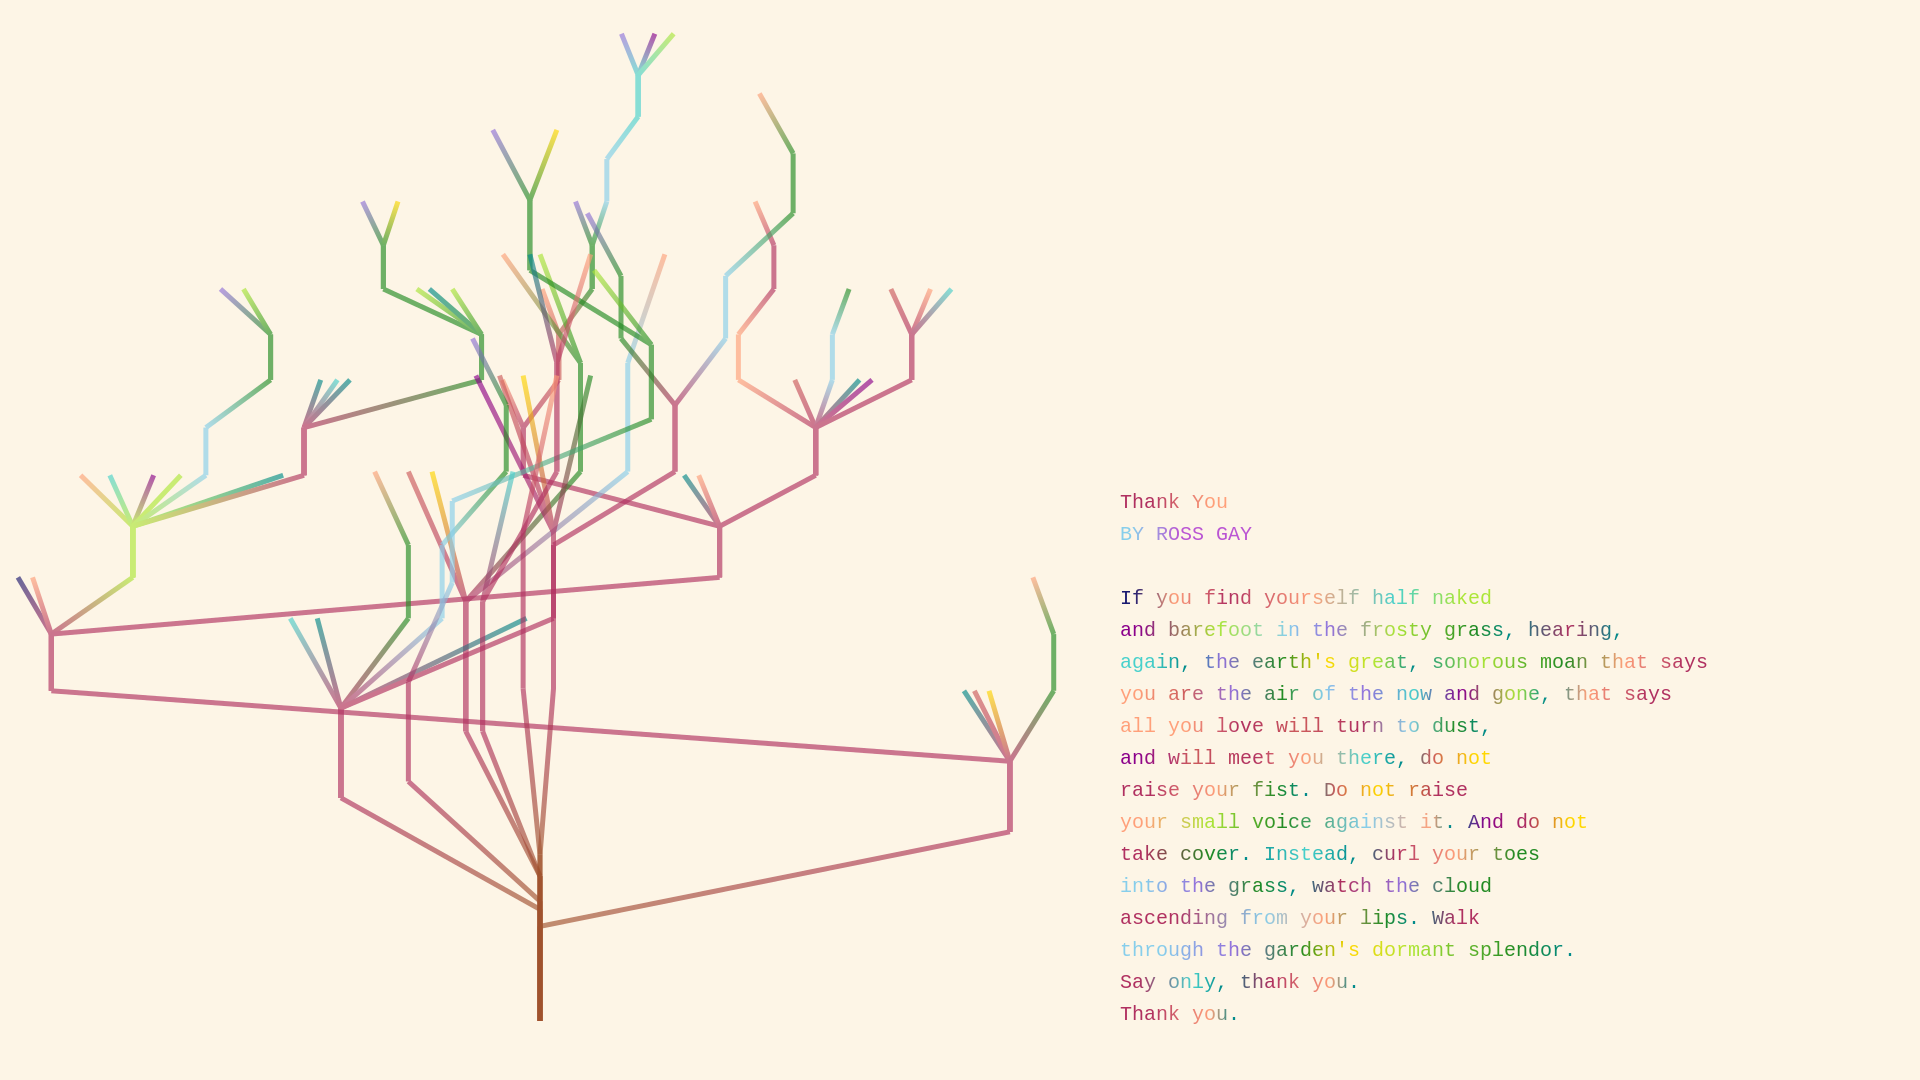 Thank You
BY ROSS GAY
If you find yourself half naked
and barefoot in the frosty grass, hearing,
again, the earth's great, sonorous moan that says
you are the air of the now and gone, that says
all you love will turn to dust,
and will meet you there, do not
raise your fist. Do not raise
your small voice against it. And do not
take cover. Instead, curl your toes
into the grass, watch the cloud
ascending from your lips. Walk
through the garden's dormant splendor.
Say only, thank you.
Thank you.